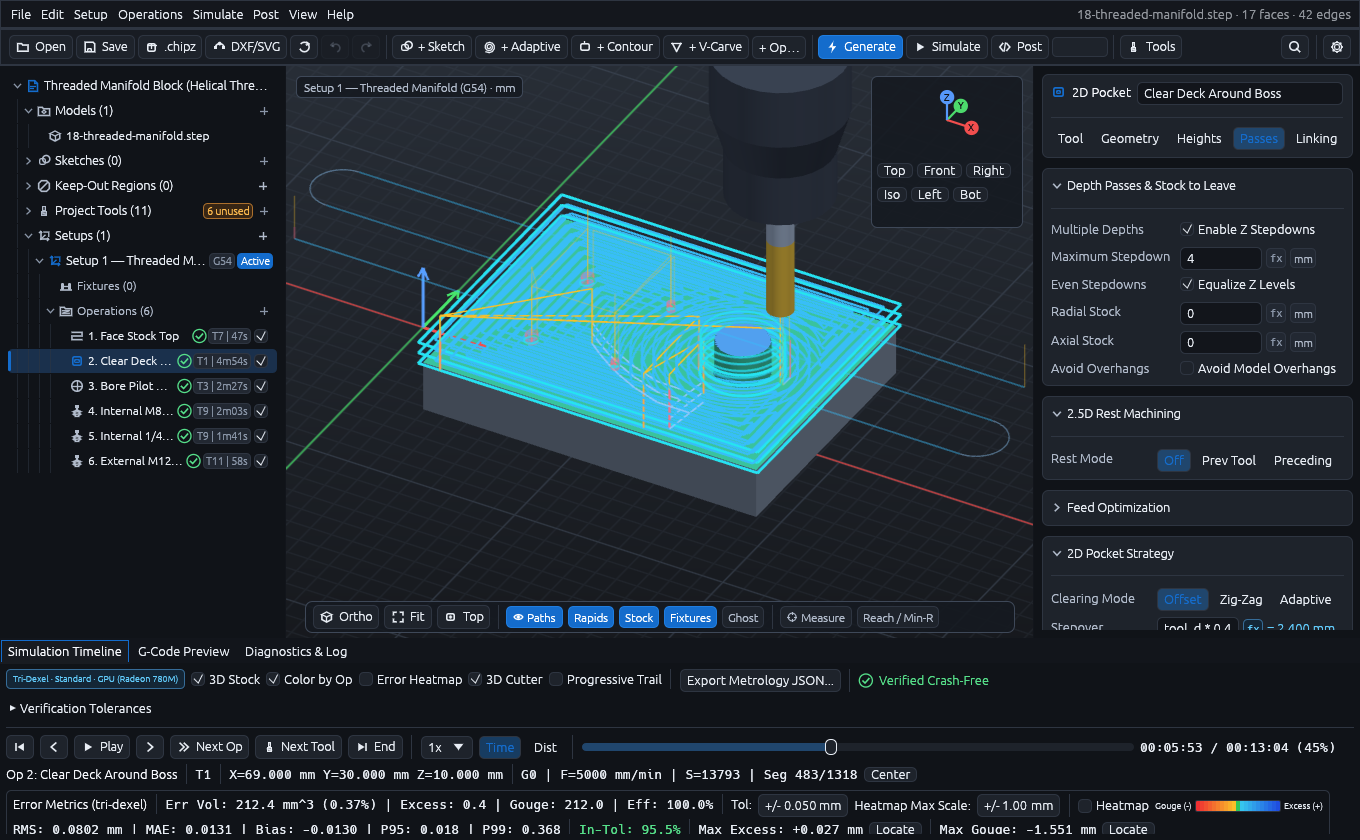 File Edit Setup Operations Simulate Post View Help
18-threaded-manifold.step · 17 faces · 42 edges
Open Save .chipz DXF/SVG + Sketch + Adaptive + Contour + V-Carve + Op… Generate Simulate Post Tools
Threaded Manifold Block (Helical Thre…
Models (1) +
18-threaded-manifold.step
Sketches (0) +
Keep-Out Regions (0) +
Project Tools (11) 6 unused +
Setups (1) +
Setup 1 — Threaded M… G54 Active
Fixtures (0)
Operations (6) +
1. Face Stock Top T7 | 47s
2. Clear Deck … T1 | 4m54s
3. Bore Pilot … T3 | 2m27s
4. Internal M8… T9 | 2m03s
5. Internal 1/4… T9 | 1m41s
6. External M12… T11 | 58s
Setup 1 — Threaded Manifold (G54) · mm
Z
Y
X
Top Front Right
Iso Left Bot
Ortho Fit Top Paths Rapids Stock Fixtures Ghost Measure Reach / Min-R
2D Pocket Clear Deck Around Boss
Tool Geometry Heights Passes Linking
Depth Passes & Stock to Leave
Multiple Depths Enable Z Stepdowns
Maximum Stepdown 4 fx mm
Even Stepdowns Equalize Z Levels
Radial Stock 0 fx mm
Axial Stock 0 fx mm
Avoid Overhangs Avoid Model Overhangs
2.5D Rest Machining
Rest Mode Off Prev Tool Preceding
Feed Optimization
2D Pocket Strategy
Clearing Mode Offset Zig-Zag Adaptive
Stepover tool_d * 0.4 fx = 2.400 mm
Simulation Timeline G-Code Preview Diagnostics & Log
Tri-Dexel · Standard · GPU (Radeon 780M) 3D Stock Color by Op Error Heatmap 3D Cutter Progressive Trail Export Metrology JSON… Verified Crash-Free
Verification Tolerances
Play Next Op Next Tool End 1x Time Dist 00:05:53 / 00:13:04 (45%)
Op 2: Clear Deck Around Boss T1 X=69.000 mm Y=30.000 mm Z=10.000 mm G0 | F=5000 mm/min | S=13793 | Seg 483/1318 Center
Error Metrics (tri-dexel) Err Vol: 212.4 mm^3 (0.37%) | Excess: 0.4 | Gouge: 212.0 | Eff: 100.0% Tol: +/- 0.050 mm Heatmap Max Scale: +/- 1.00 mm Heatmap Gouge (-) Excess (+)
RMS: 0.0802 mm | MAE: 0.0131 | Bias: -0.0130 | P95: 0.018 | P99: 0.368 In-Tol: 95.5% Max Excess: +0.027 mm Locate Max Gouge: -1.551 mm Locate